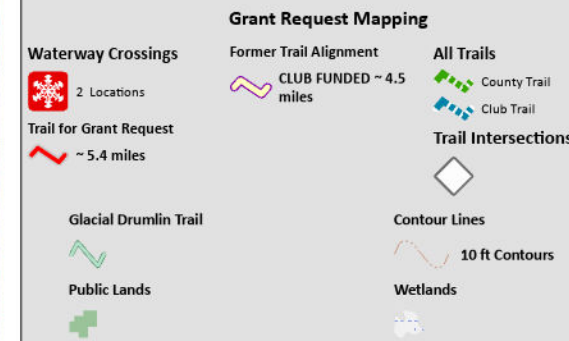 Grant Request Mapping
Waterway Crossings
2 Locations
Trail for Grant Request
~ 5.4 miles
Former Trail Alignment
CLUB FUNDED ~ 4.5
miles
All Trails
County Trail
Club Trail
Trail Intersections
Glacial Drumlin Trail
Contour Lines
10 ft Contours
Public Lands
Wetlands